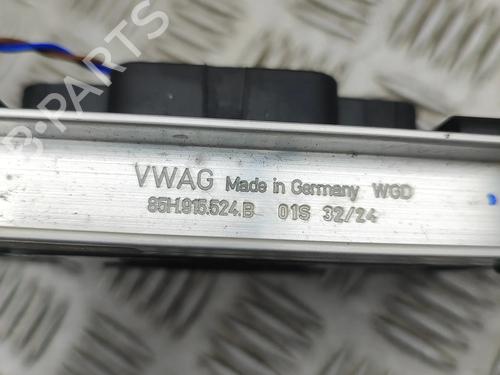 VWAG Made in Germany WGD
85H.915.524.B 01S 32/24
B-PARTS